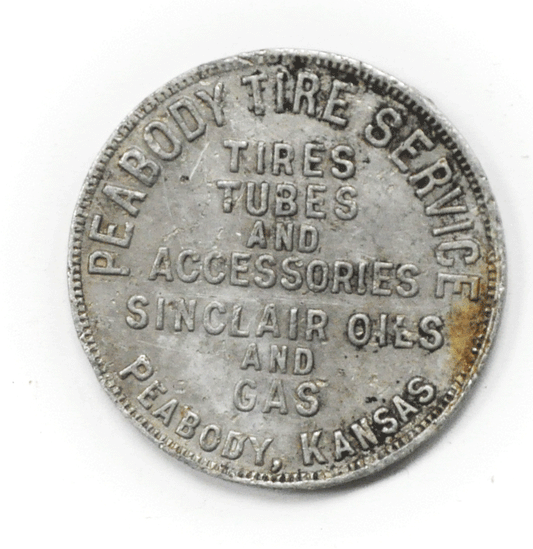 PEABODY TIRE SERVICE
TIRES
TUBES
AND
ACCESSORIES
SINCLAIR OILS
AND
GAS
PEABODY, KANSAS